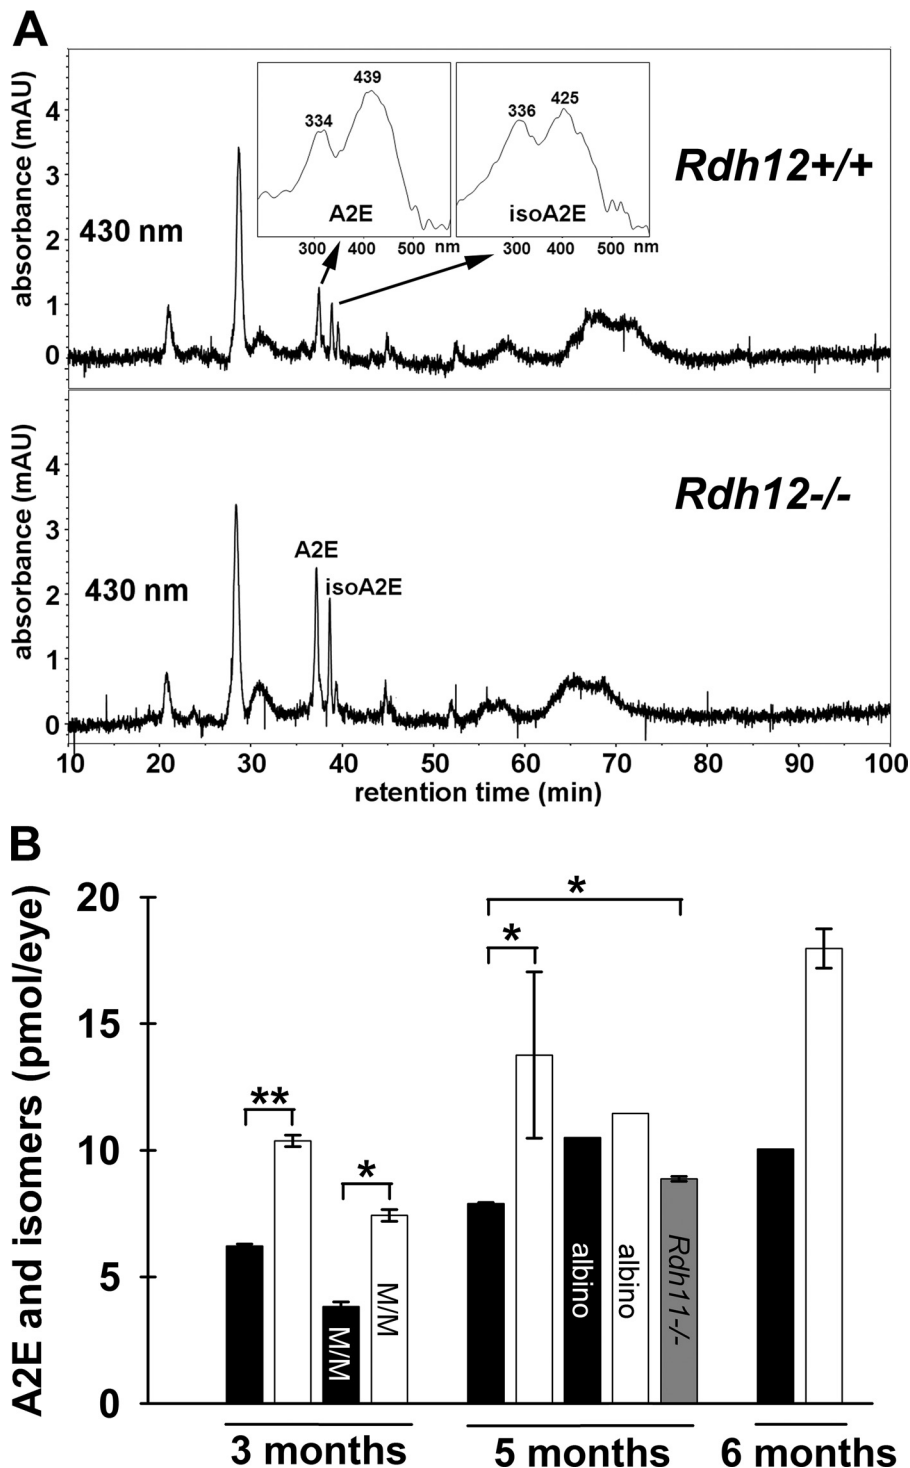 A
absorbance (mAU)
4
3
2
1
0
430 nm
334
439
A2E
300 400 500 nm
336
425
isoA2E
300 400 500 nm
Rdh12+/+
absorbance (mAU)
4
3
2
1
0
430 nm
A2E
isoA2E
Rdh12-/-
10 20 30 40 50 60 70 80 90 100
retention time (min)
B
A2E and isomers (pmol/eye)
20
15
10
5
0
**
*
*
*
M/M
M/M
albino
albino
Rdh11-/-
3 months 5 months 6 months